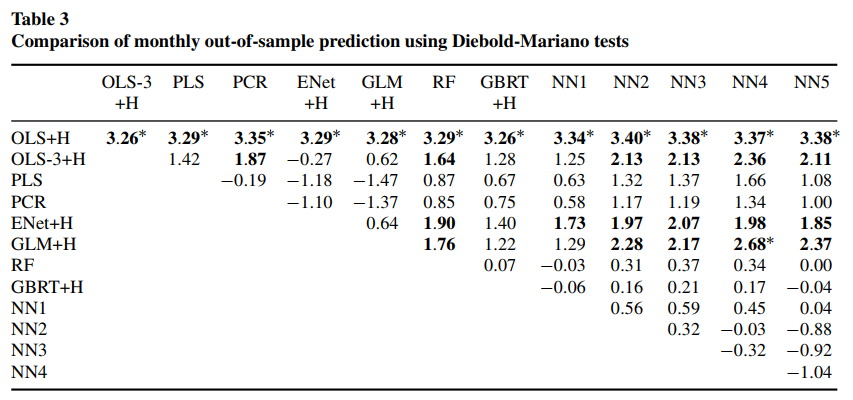 Table 3
Comparison of monthly out-of-sample prediction using Diebold-Mariano tests
OLS-3 PLS PCR ENet GLM RF GBRT NN1 NN2 NN3 NN4 NN5
+H +H +H +H
OLS+H 3.26* 3.29* 3.35* 3.29* 3.28* 3.29* 3.26* 3.34* 3.40* 3.38* 3.37* 3.38*
OLS-3+H 1.42 1.87 −0.27 0.62 1.64 1.28 1.25 2.13 2.13 2.36 2.11
PLS −0.19 −1.18 −1.47 0.87 0.67 0.63 1.32 1.37 1.66 1.08
PCR −1.10 −1.37 0.85 0.75 0.58 1.17 1.19 1.34 1.00
ENet+H 0.64 1.90 1.40 1.73 1.97 2.07 1.98 1.85
GLM+H 1.76 1.22 1.29 2.28 2.17 2.68* 2.37
RF 0.07 −0.03 0.31 0.37 0.34 0.00
GBRT+H −0.06 0.16 0.21 0.17 −0.04
NN1 0.56 0.59 0.45 0.04
NN2 0.32 −0.03 −0.88
NN3 −0.32 −0.92
NN4 −1.04